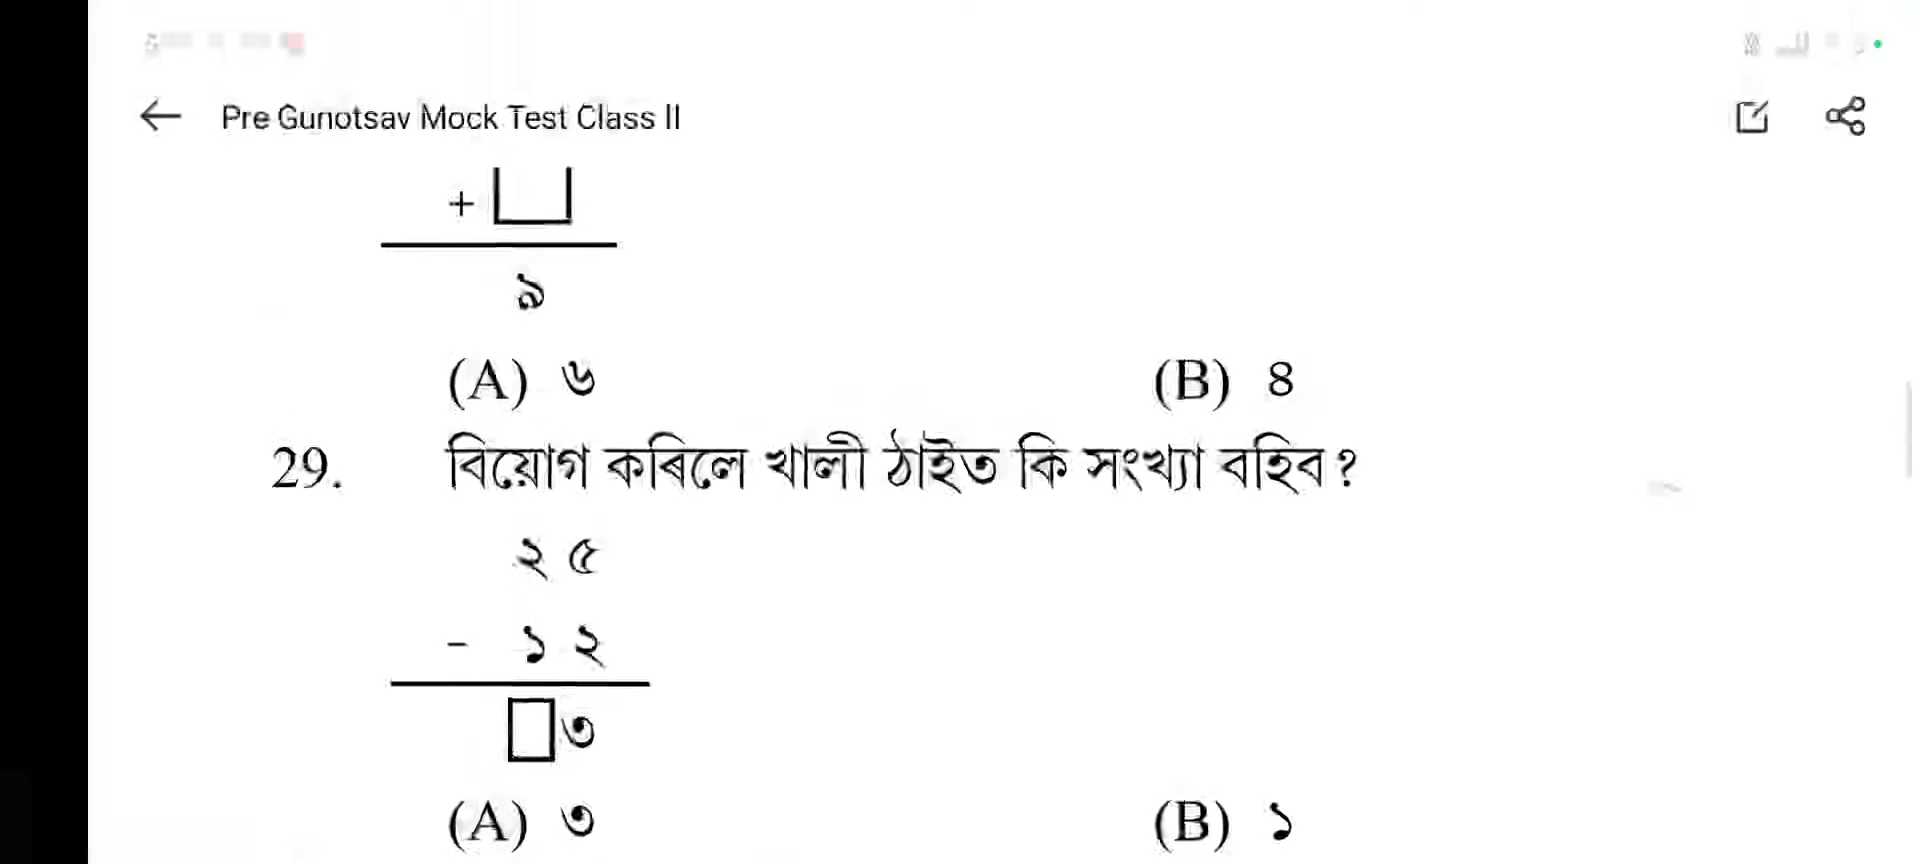 Pre Gunotsav Mock Test Class II
+
৯
(A) ৬ (B) 8
29. বিয়োগ কৰিলে খালী ঠাইত কি সংখ্যা বহিব?
২ ৫
- ১ ২
৩
(A) ৩ (B) ১